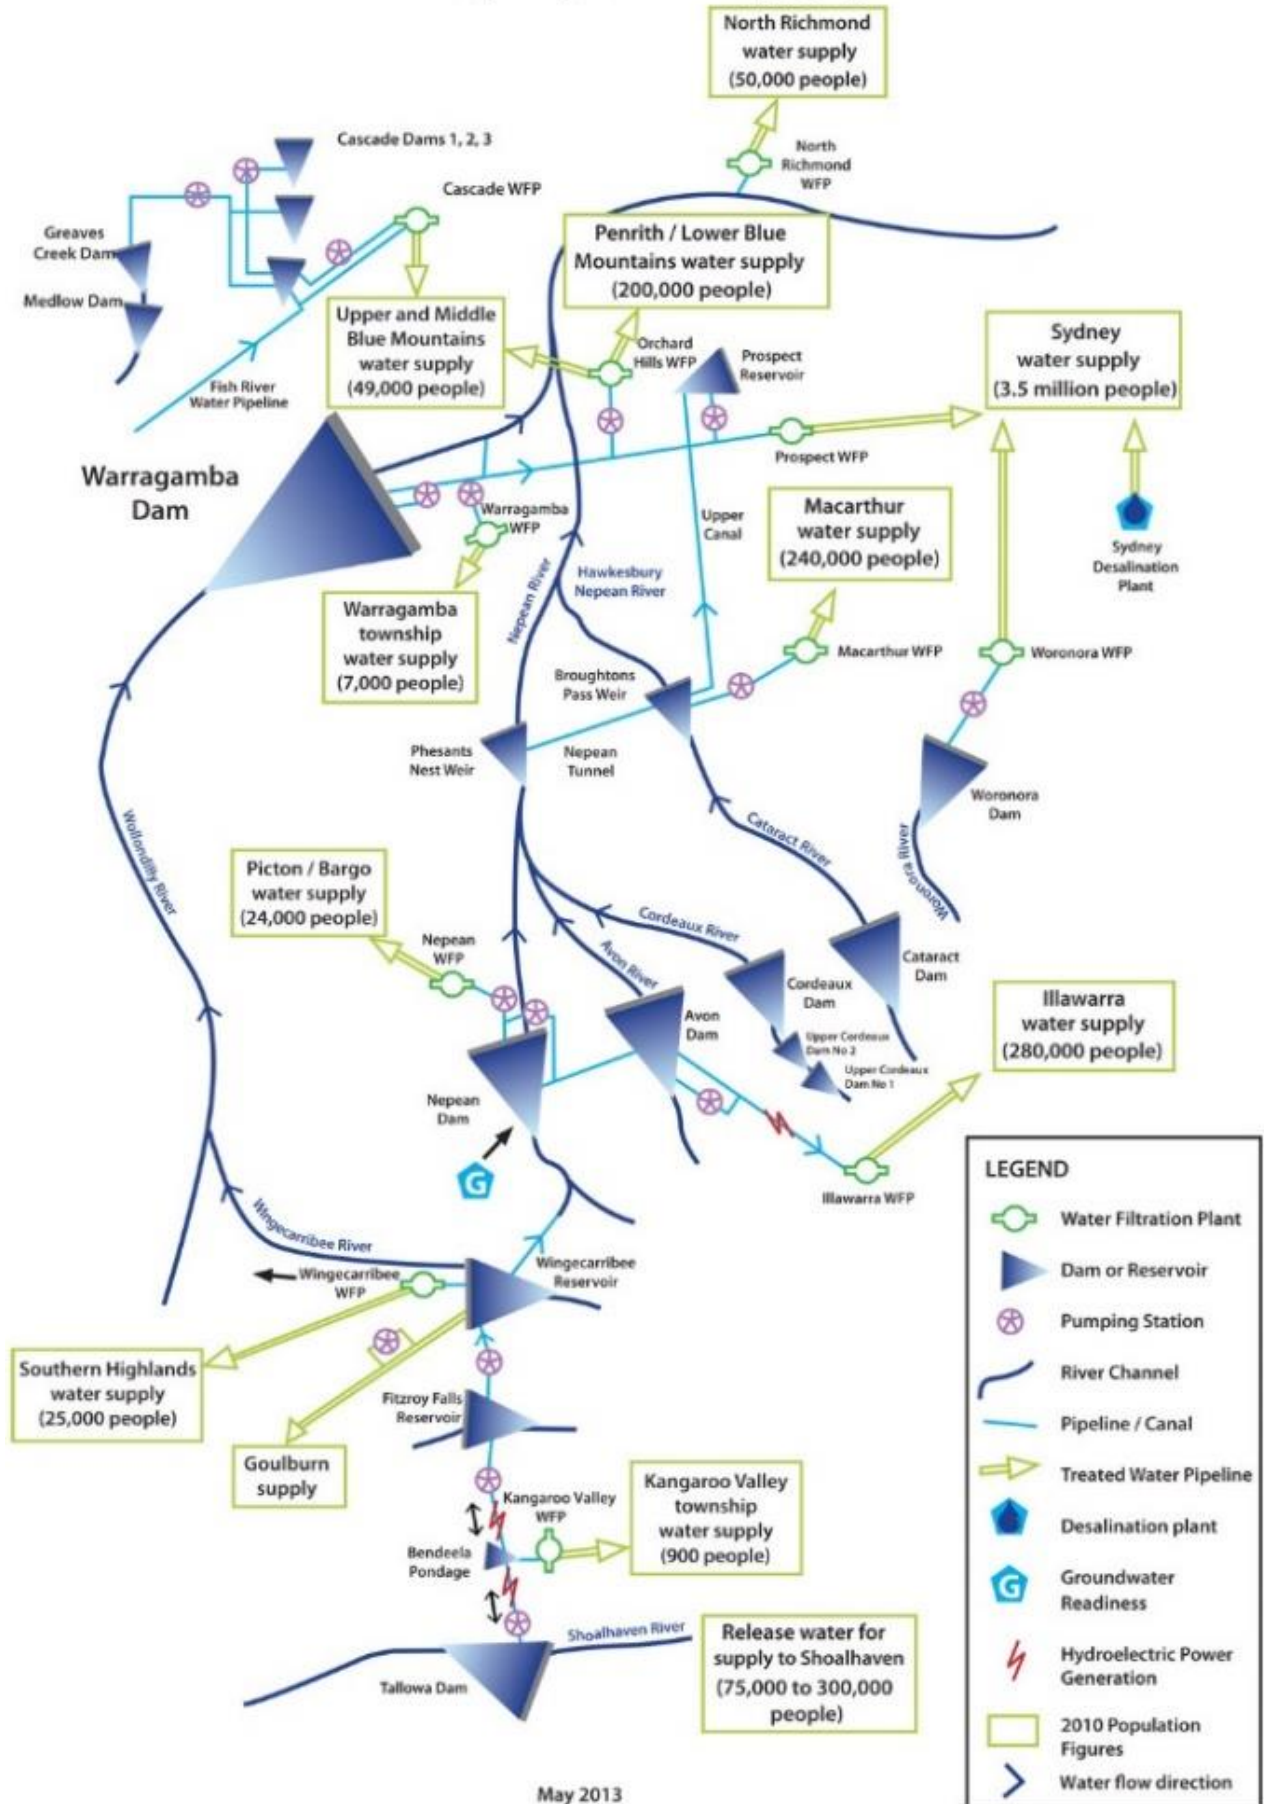 North Richmond
water supply
(50,000 people)
Cascade Dams 1, 2, 3
North
Richmond
WFP
Cascade WFP
Greaves
Creek Dam
Penrith / Lower Blue
Mountains water supply
(200,000 people)
Medlow Dam
Upper and Middle
Blue Mountains
water supply
(49,000 people)
Orchard
Hills WFP
Prospect
Reservoir
Sydney
water supply
(3.5 million people)
Fish River
Water Pipeline
Prospect WFP
Warragamba
Dam
Warragamba
WFP
Upper
Canal
Macarthur
water supply
(240,000 people)
Sydney
Desalination
Plant
Nepean River
Hawkesbury
Nepean River
Warragamba
township
water supply
(7,000 people)
Macarthur WFP
Woronora WFP
Broughtons
Pass Weir
Phesants
Nest Weir
Nepean
Tunnel
Woronora
Dam
Wollondilly River
Cataract River
Woronora River
Picton / Bargo
water supply
(24,000 people)
Cordeaux River
Nepean
WFP
Avon River
Cataract
Dam
Cordeaux
Dam
Illawarra
water supply
(280,000 people)
Avon
Dam
Upper Cordeaux
Dam No 2
Upper Cordeaux
Dam No 1
Nepean
Dam
G
Illawarra WFP
Wingecarribee River
Wingecarribee
WFP
Wingecarribee
Reservoir
Southern Highlands
water supply
(25,000 people)
Fitzroy Falls
Reservoir
Goulburn
supply
Kangaroo Valley
WFP
Kangaroo Valley
township
water supply
(900 people)
Bendeela
Pondage
Shoalhaven River
Release water for
supply to Shoalhaven
(75,000 to 300,000
people)
Tallowa Dam
LEGEND
Water Filtration Plant
Dam or Reservoir
Pumping Station
River Channel
Pipeline / Canal
Treated Water Pipeline
Desalination plant
G
Groundwater
Readiness
Hydroelectric Power
Generation
2010 Population
Figures
Water flow direction
May 2013